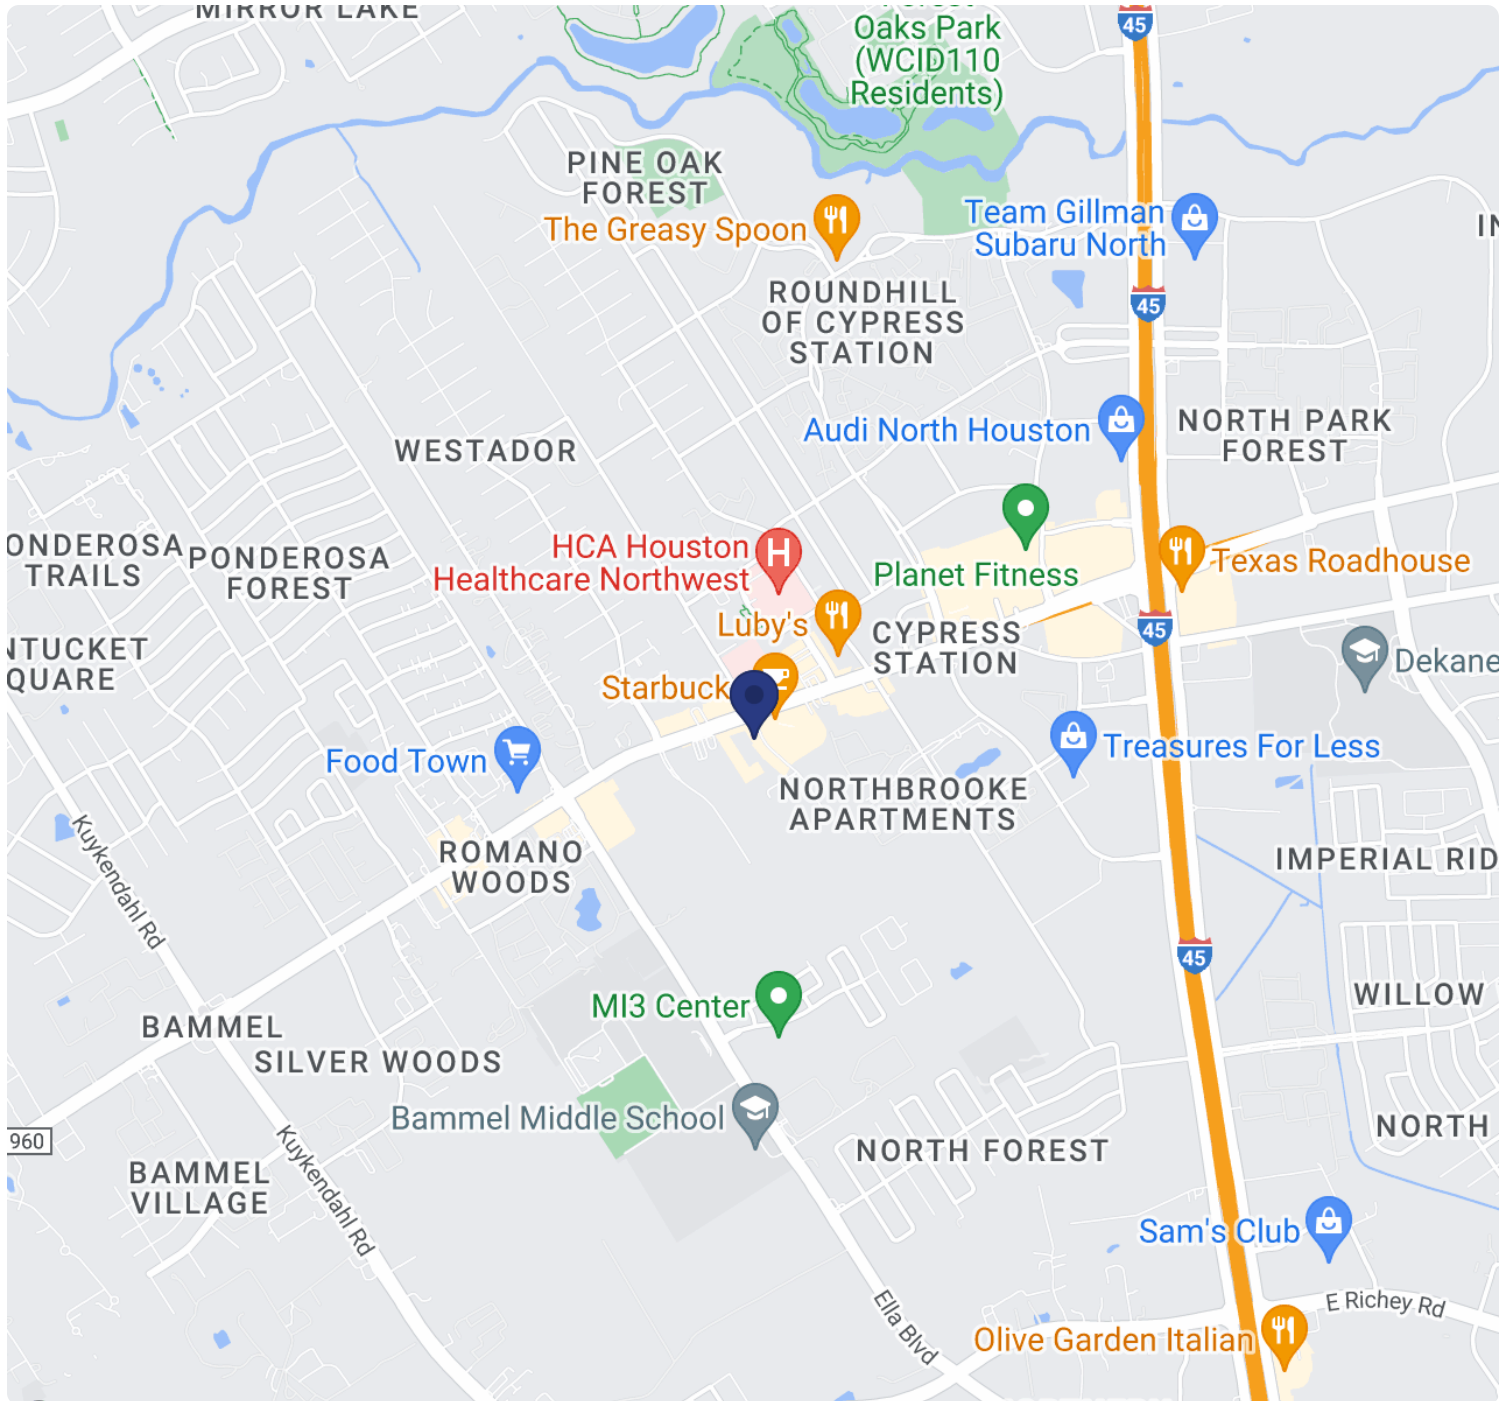 MIRROR LAKE
Forest
Oaks Park
(WCID110
Residents)
45
PINE OAK
FOREST
The Greasy Spoon
Team Gillman
Subaru North
IN
ROUNDHILL
OF CYPRESS
STATION
45
Audi North Houston
NORTH PARK
FOREST
WESTADOR
ONDEROSA
TRAILS
PONDEROSA
FOREST
HCA Houston
Healthcare Northwest
H
Planet Fitness
Texas Roadhouse
Luby's
CYPRESS
STATION
45
NTUCKET
QUARE
Dekane
Starbuck
Food Town
Treasures For Less
NORTHBROOKE
APARTMENTS
Kuykendahl Rd
ROMANO
WOODS
IMPERIAL RID
45
MI3 Center
WILLOW
BAMMEL
SILVER WOODS
Bammel Middle School
NORTH
960
NORTH FOREST
Kuykendahl Rd
BAMMEL
VILLAGE
Sam's Club
E Richey Rd
Ella Blvd
Olive Garden Italian